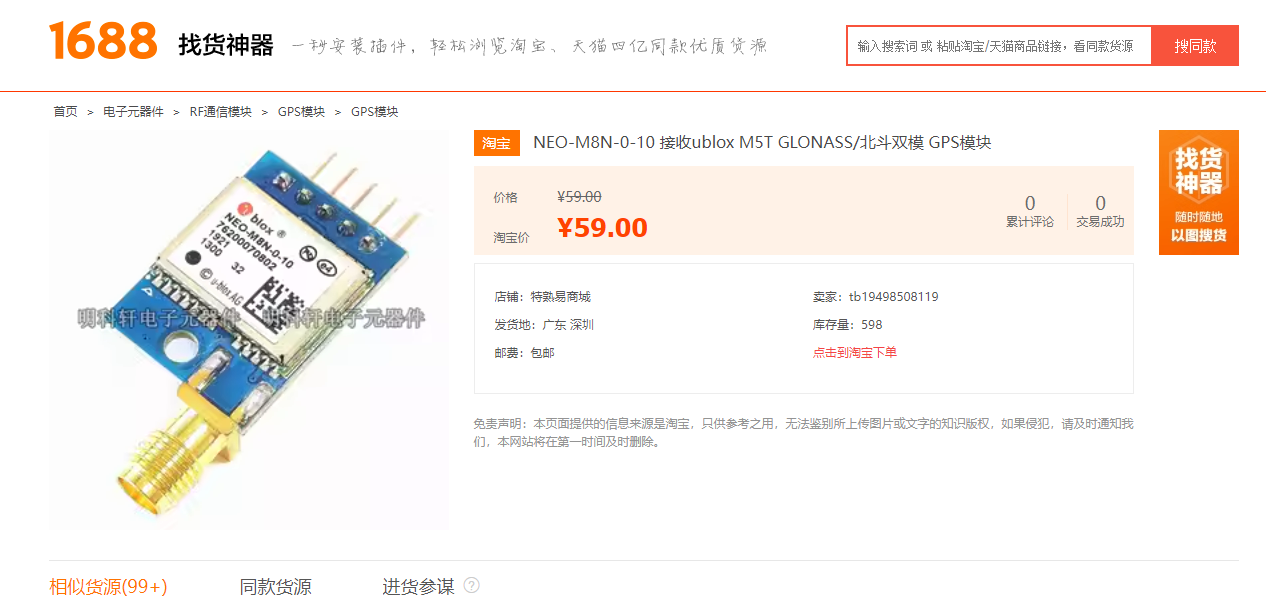 1688 找货神器 一秒安装插件，轻松浏览淘宝、天猫四亿同款优质货源
输入搜索词 或 粘贴淘宝/天猫商品链接，看同款货源 搜同款
首页 > 电子元器件 > RF通信模块 > GPS模块 > GPS模块
淘宝 NEO-M8N-0-10 接收ublox M5T GLONASS/北斗双模 GPS模块
价格 ¥59.00
淘宝价 ¥59.00
0 累计评论
0 交易成功
店铺：特熟易商城
卖家：tb19498508119
发货地：广东 深圳
库存量：598
邮费：包邮
点击到淘宝下单
免责声明：本页面提供的信息来源是淘宝，只供参考之用，无法鉴别所上传图片或文字的知识版权，如果侵犯，请及时通知我
们，本网站将在第一时间及时删除。
找货
神器
随时随地
以图搜货
blox ®
NEO-M8N-0-10
76200070802
1921
1300
32
e4
© u-blox AG
明科轩电子元器件
明科轩电子元器件
相似货源(99+) 同款货源 进货参谋 ?